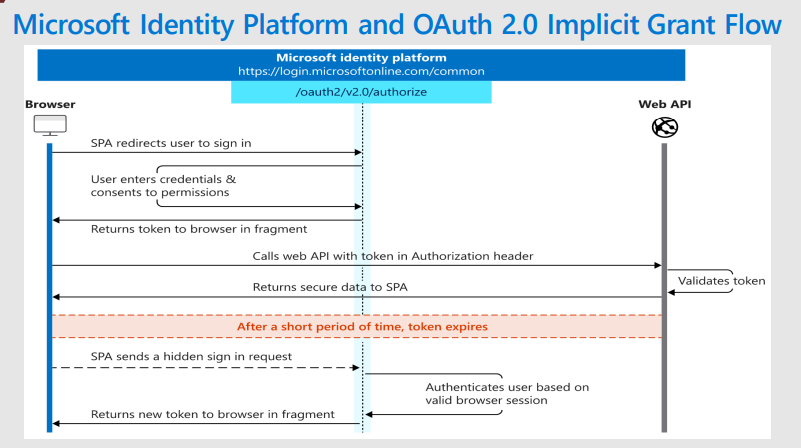 Microsoft Identity Platform and OAuth 2.0 Implicit Grant Flow
Microsoft identity platform
https://login.microsoftonline.com/common
/oauth2/v2.0/authorize
Browser
Web API
SPA redirects user to sign in
User enters credentials &
consents to permissions
Returns token to browser in fragment
Calls web API with token in Authorization header
Validates token
Returns secure data to SPA
After a short period of time, token expires
SPA sends a hidden sign in request
Authenticates user based on
valid browser session
Returns new token to browser in fragment